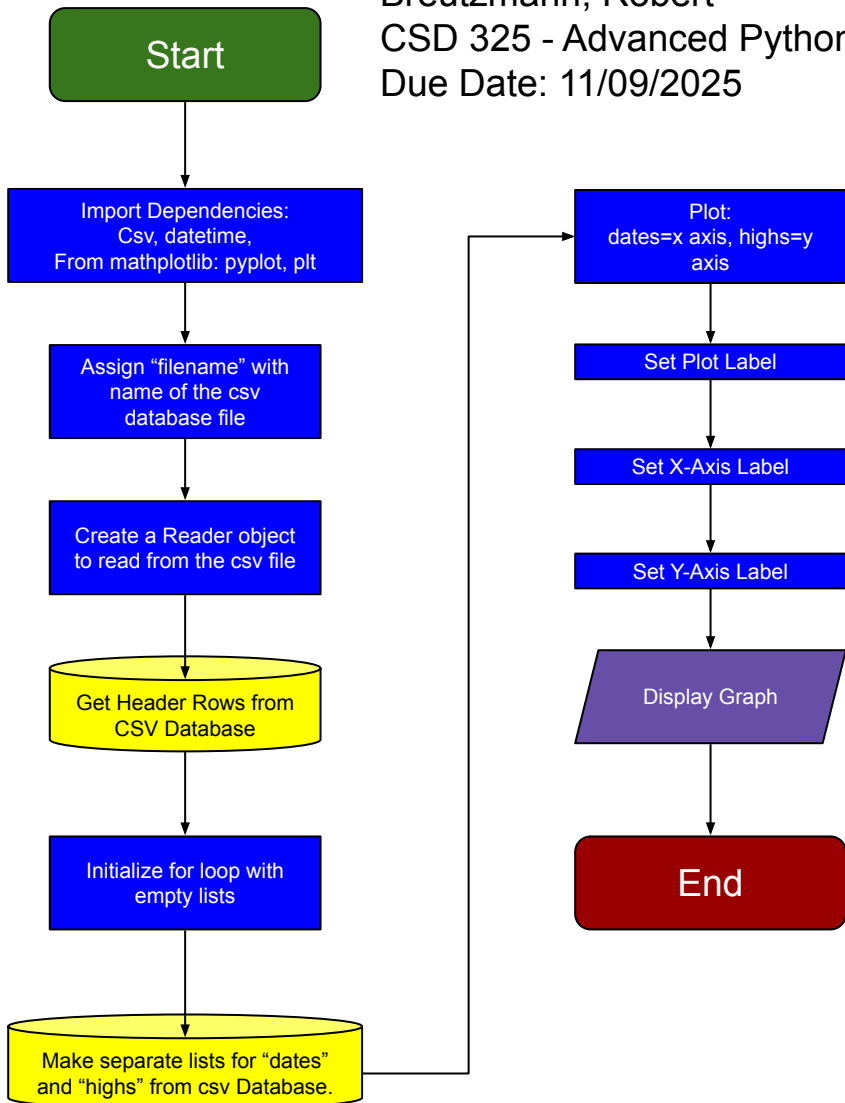 Breutzmann, Robert
CSD 325 - Advanced Python
Due Date: 11/09/2025
Start
Import Dependencies:
Csv, datetime,
From mathplotlib: pyplot, plt
Assign “filename” with
name of the csv
database file
Create a Reader object
to read from the csv file
Get Header Rows from
CSV Database
Initialize for loop with
empty lists
Make separate lists for “dates”
and “highs” from csv Database.
Plot:
dates=x axis, highs=y
axis
Set Plot Label
Set X-Axis Label
Set Y-Axis Label
Display Graph
End